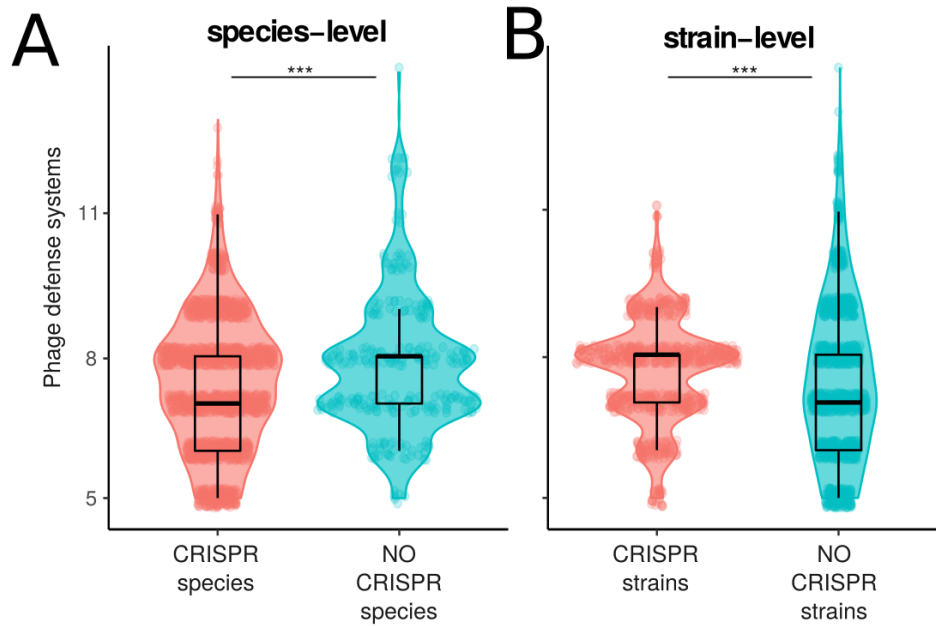 A
species–level
B
strain–level
***
***
Phage defense systems
11
8
5
CRISPR
species
NO
CRISPR
species
CRISPR
strains
NO
CRISPR
strains